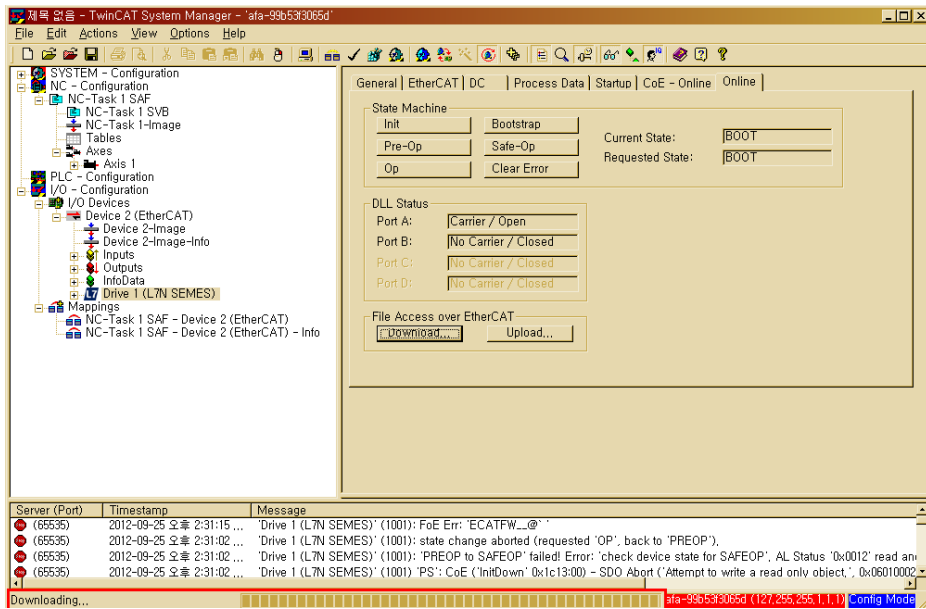 제목 없음 - TwinCAT System Manager - 'afa-99b53f3065d'
File Edit Actions View Options Help
SYSTEM - Configuration
NC - Configuration
NC-Task 1 SAF
NC-Task 1 SVB
NC-Task 1-Image
Tables
Axes
Axis 1
PLC - Configuration
I/O - Configuration
I/O Devices
Device 2 (EtherCAT)
Device 2-Image
Device 2-Image-Info
Inputs
Outputs
InfoData
L7 Drive 1 (L7N SEMES)
Mappings
NC-Task 1 SAF - Device 2 (EtherCAT)
NC-Task 1 SAF - Device 2 (EtherCAT) - Info
General EtherCAT DC Process Data Startup CoE - Online Online
State Machine
Init Bootstrap
Pre-Op Safe-Op
Op Clear Error
Current State: BOOT
Requested State: BOOT
DLL Status
Port A: Carrier / Open
Port B: No Carrier / Closed
Port C: No Carrier / Closed
Port D: No Carrier / Closed
File Access over EtherCAT
Download... Upload...
Server (Port) Timestamp Message
(65535) 2012-09-25 오후 2:31:15 ... 'Drive 1 (L7N SEMES)' (1001): FoE Err: 'ECATFW__@` '
(65535) 2012-09-25 오후 2:31:02 ... 'Drive 1 (L7N SEMES)' (1001): state change aborted (requested 'OP', back to 'PREOP').
(65535) 2012-09-25 오후 2:31:02 ... 'Drive 1 (L7N SEMES)' (1001): 'PREOP to SAFEOP' failed! Error: 'check device state for SAFEOP', AL Status '0x0012' read and
(65535) 2012-09-25 오후 2:31:02 ... 'Drive 1 (L7N SEMES)' (1001) 'PS': CoE ('InitDown' 0x1c13:00) - SDO Abort ('Attempt to write a read only object.', 0x06010002
Downloading... afa-99b53f3065d (127.255.255.1.1.1) Config Mode